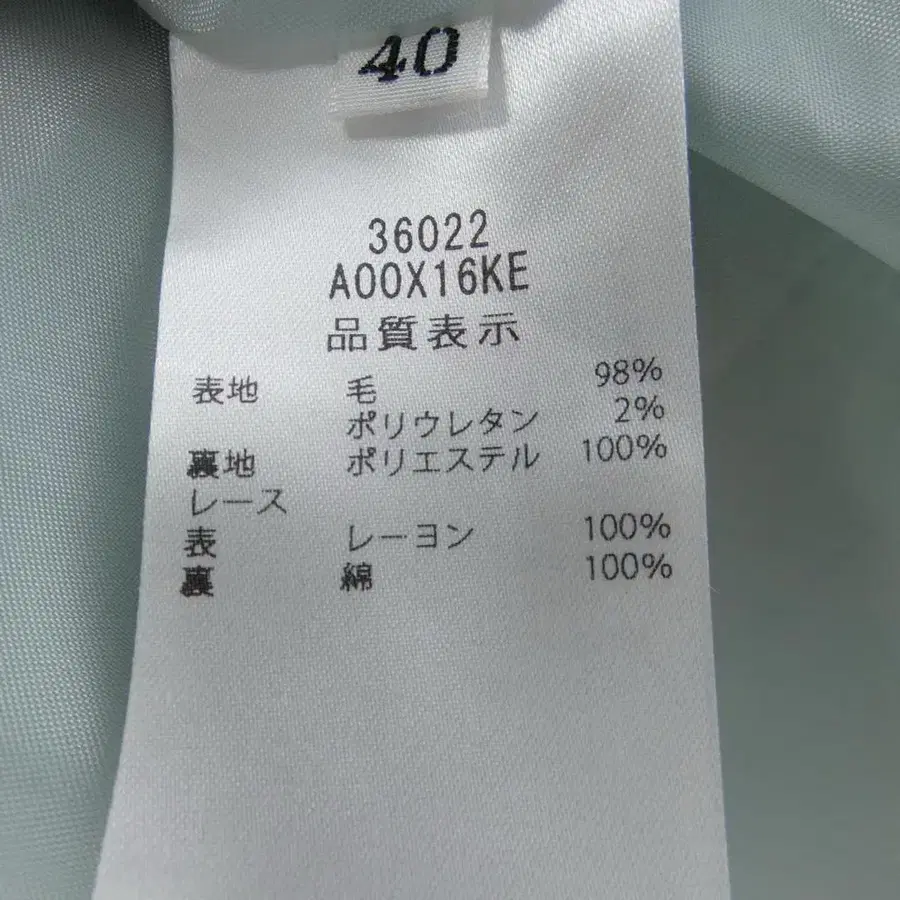 40
36022
A00X16KE
品質表示
表地 毛 98%
ポリウレタン 2%
裏地 ポリエステル 100%
レース
表 レーヨン 100%
裏 綿 100%